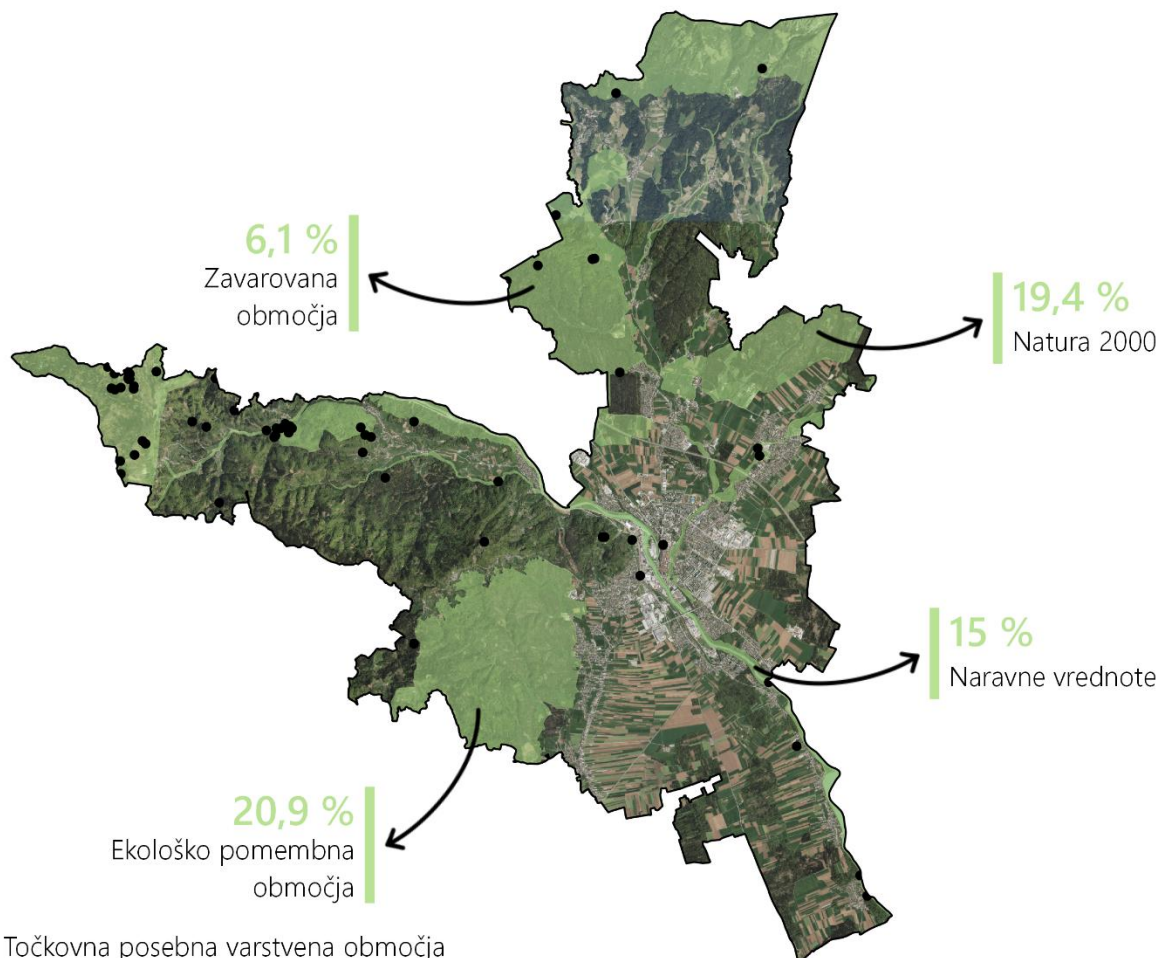 6,1 %
Zavarovana
območja
19,4 %
Natura 2000
15 %
Naravne vrednote
20,9 %
Ekološko pomembna
območja
Točkovna posebna varstvena območja